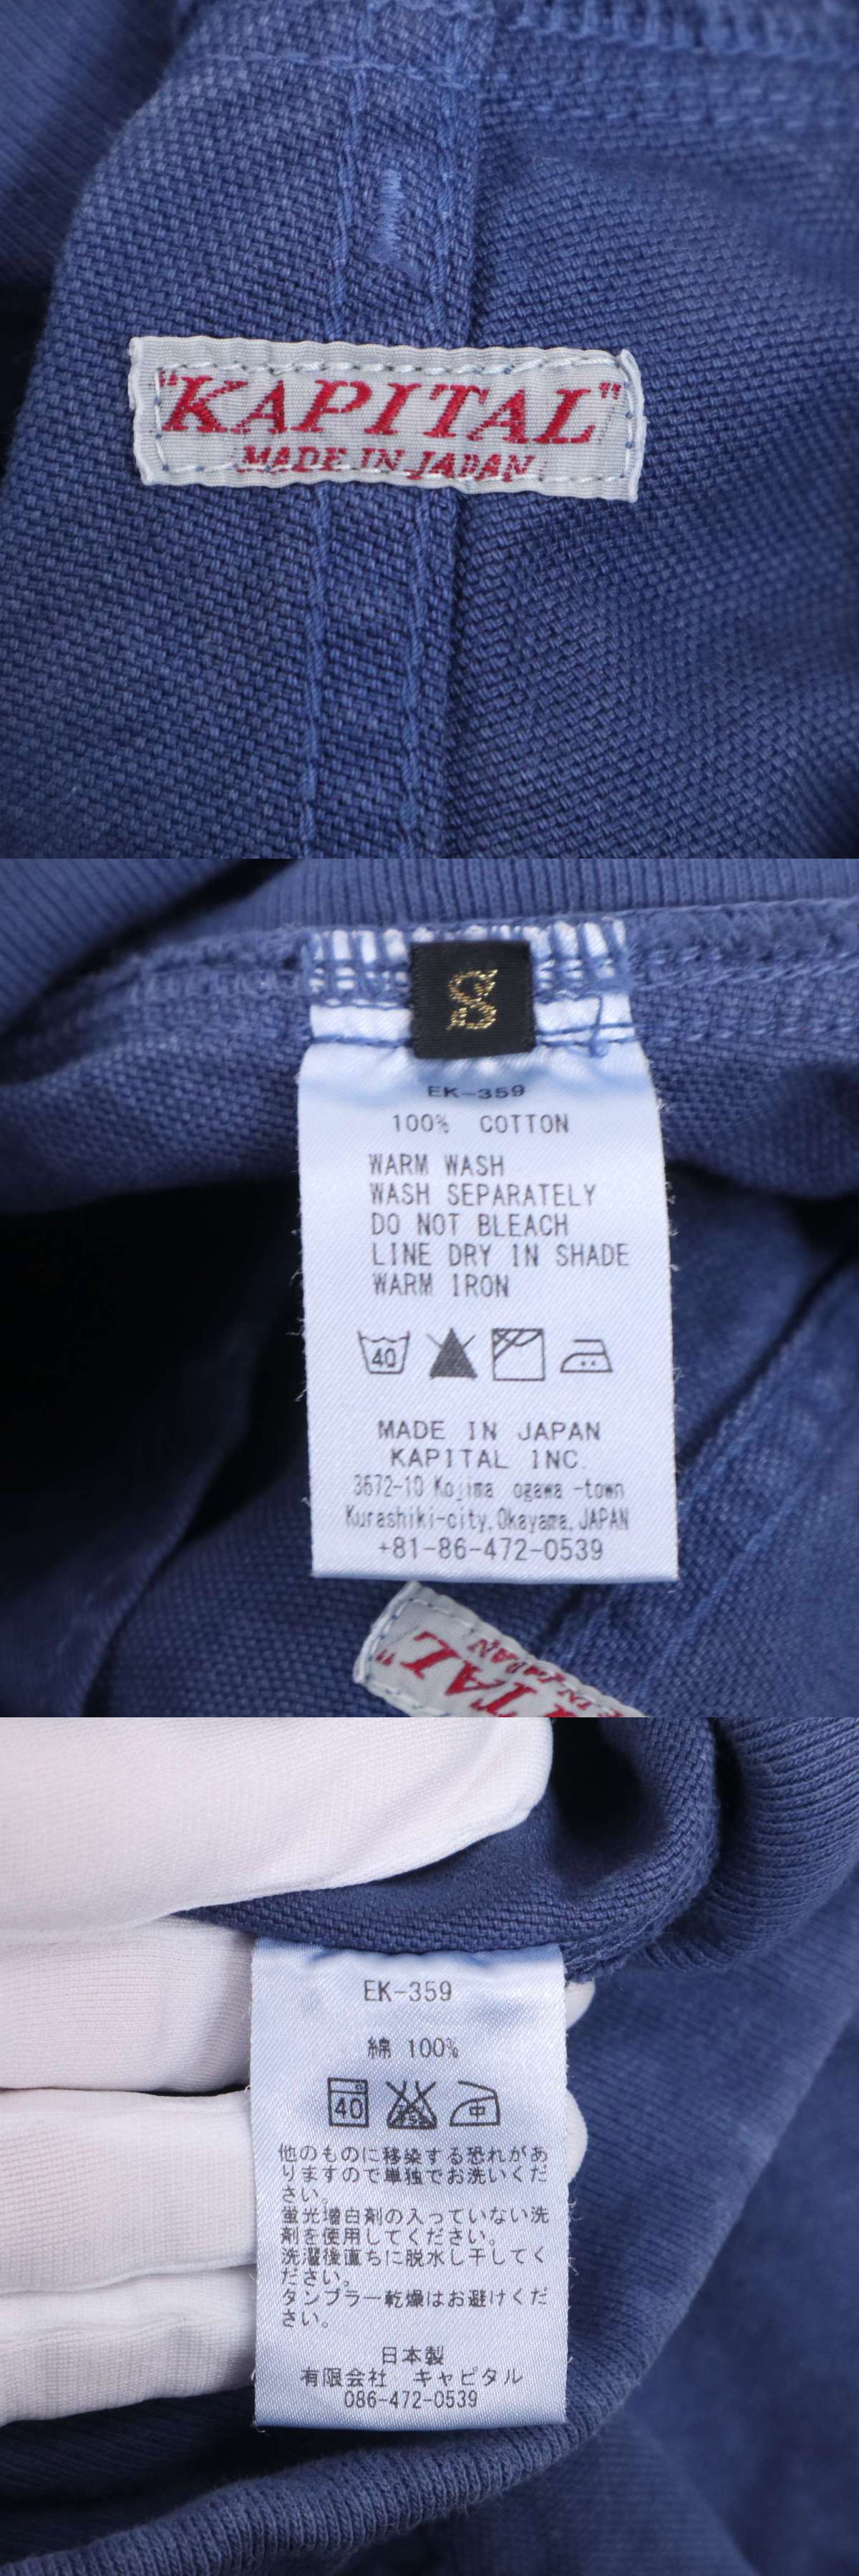 "KAPITAL"
MADE IN JAPAN
S
EK-359
100% COTTON
WARM WASH
WASH SEPARATELY
DO NOT BLEACH
LINE DRY IN SHADE
WARM IRON
40
MADE IN JAPAN
KAPITAL INC.
3672-10 Kojima ogawa -town
Kurashiki-city, Okayama, JAPAN
+81-86-472-0539
ITAL"
E IN JAPAN
EK-359
綿 100%
40 中
他のものに移染する恐れがあ
りますので単独でお洗いくだ
さい。
蛍光増白剤の入っていない洗
剤を使用してください。
洗濯後直ちに脱水し干してく
ださい。
タンブラー乾燥はお避けくだ
さい。
日本製
有限会社 キャピタル
086-472-0539